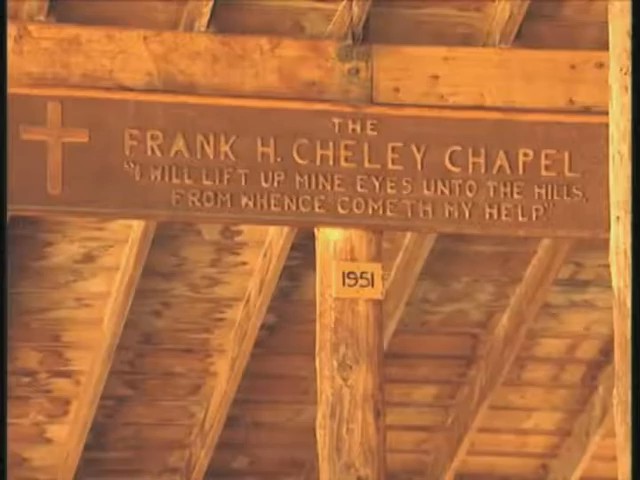 THE
FRANK H. CHELEY CHAPEL
"I WILL LIFT UP MINE EYES UNTO THE HILLS,
FROM WHENCE COMETH MY HELP."
1951